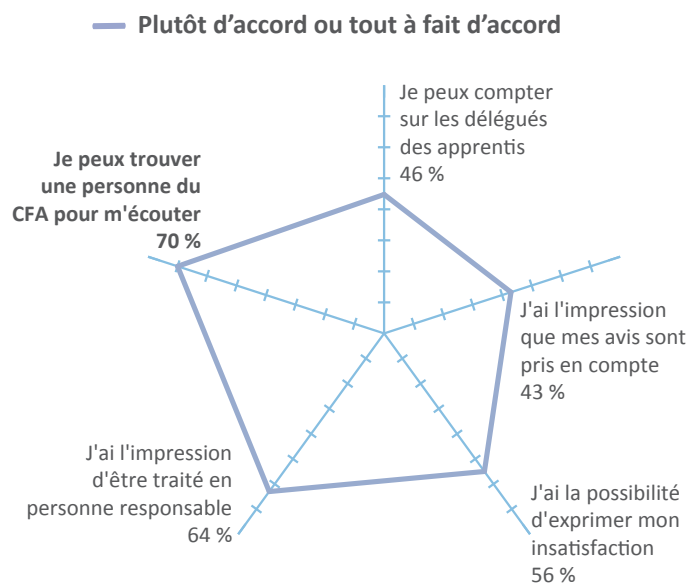 Plutôt d’accord ou tout à fait d’accord
Je peux compter
sur les délégués
des apprentis
46 %
Je peux trouver
une personne du
CFA pour m'écouter
70 %
J'ai l'impression
que mes avis sont
pris en compte
43 %
J'ai l'impression
d'être traité en
personne responsable
64 %
J'ai la possibilité
d'exprimer mon
insatisfaction
56 %